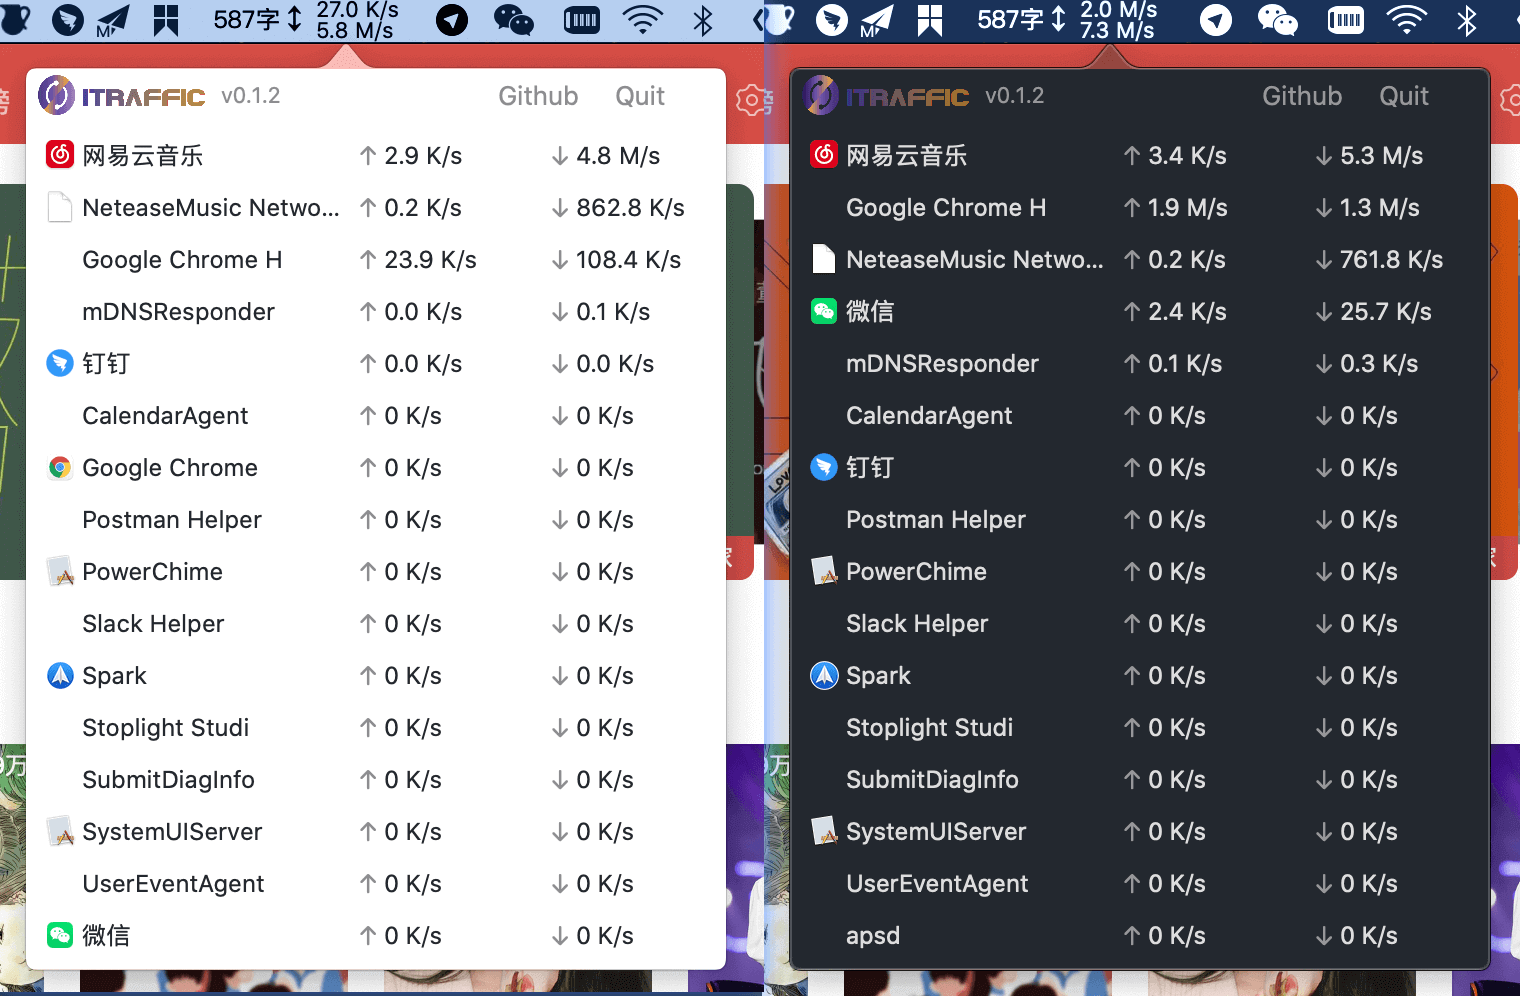 587字 27.0 K/s
5.8 M/s
ITRAFFIC v0.1.2 Github Quit
网易云音乐 ↑ 2.9 K/s ↓ 4.8 M/s
NeteaseMusic Netwo... ↑ 0.2 K/s ↓ 862.8 K/s
Google Chrome H ↑ 23.9 K/s ↓ 108.4 K/s
mDNSResponder ↑ 0.0 K/s ↓ 0.1 K/s
钉钉 ↑ 0.0 K/s ↓ 0.0 K/s
CalendarAgent ↑ 0 K/s ↓ 0 K/s
Google Chrome ↑ 0 K/s ↓ 0 K/s
Postman Helper ↑ 0 K/s ↓ 0 K/s
PowerChime ↑ 0 K/s ↓ 0 K/s
Slack Helper ↑ 0 K/s ↓ 0 K/s
Spark ↑ 0 K/s ↓ 0 K/s
Stoplight Studi ↑ 0 K/s ↓ 0 K/s
SubmitDiagInfo ↑ 0 K/s ↓ 0 K/s
SystemUIServer ↑ 0 K/s ↓ 0 K/s
UserEventAgent ↑ 0 K/s ↓ 0 K/s
微信 ↑ 0 K/s ↓ 0 K/s
587字 2.0 M/s
7.3 M/s
ITRAFFIC v0.1.2 Github Quit
网易云音乐 ↑ 3.4 K/s ↓ 5.3 M/s
Google Chrome H ↑ 1.9 M/s ↓ 1.3 M/s
NeteaseMusic Netwo... ↑ 0.2 K/s ↓ 761.8 K/s
微信 ↑ 2.4 K/s ↓ 25.7 K/s
mDNSResponder ↑ 0.1 K/s ↓ 0.3 K/s
CalendarAgent ↑ 0 K/s ↓ 0 K/s
钉钉 ↑ 0 K/s ↓ 0 K/s
Postman Helper ↑ 0 K/s ↓ 0 K/s
PowerChime ↑ 0 K/s ↓ 0 K/s
Slack Helper ↑ 0 K/s ↓ 0 K/s
Spark ↑ 0 K/s ↓ 0 K/s
Stoplight Studi ↑ 0 K/s ↓ 0 K/s
SubmitDiagInfo ↑ 0 K/s ↓ 0 K/s
SystemUIServer ↑ 0 K/s ↓ 0 K/s
UserEventAgent ↑ 0 K/s ↓ 0 K/s
apsd ↑ 0 K/s ↓ 0 K/s